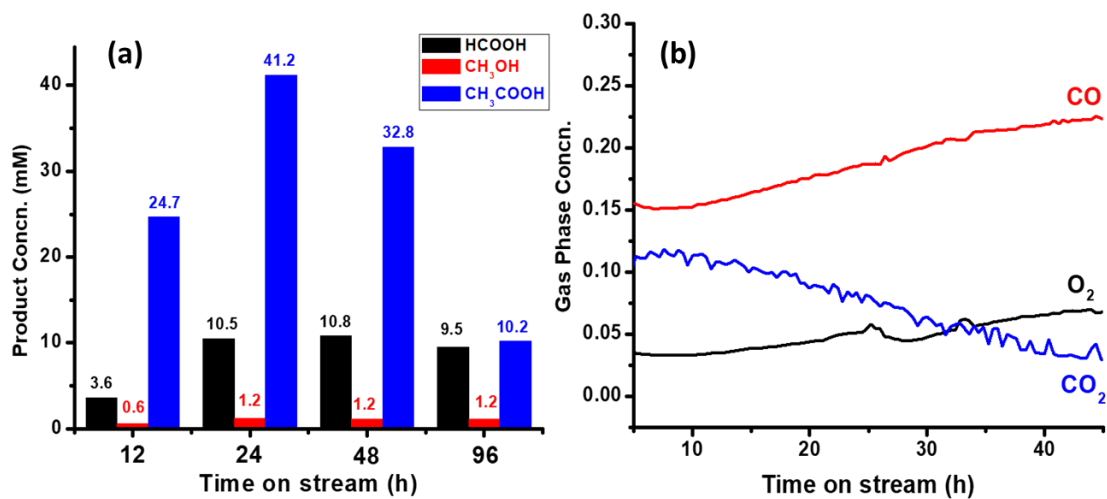 (a)
HCOOH
CH₃OH
CH₃COOH
Product Concn. (mM)
40
30
20
10
0
3.6
0.6
24.7
10.5
1.2
41.2
10.8
1.2
32.8
9.5
1.2
10.2
12 24 48 96
Time on stream (h)
(b)
Gas Phase Concn.
0.30
0.25
0.20
0.15
0.10
0.05
0.00
CO
O₂
CO₂
10 20 30 40
Time on stream (h)